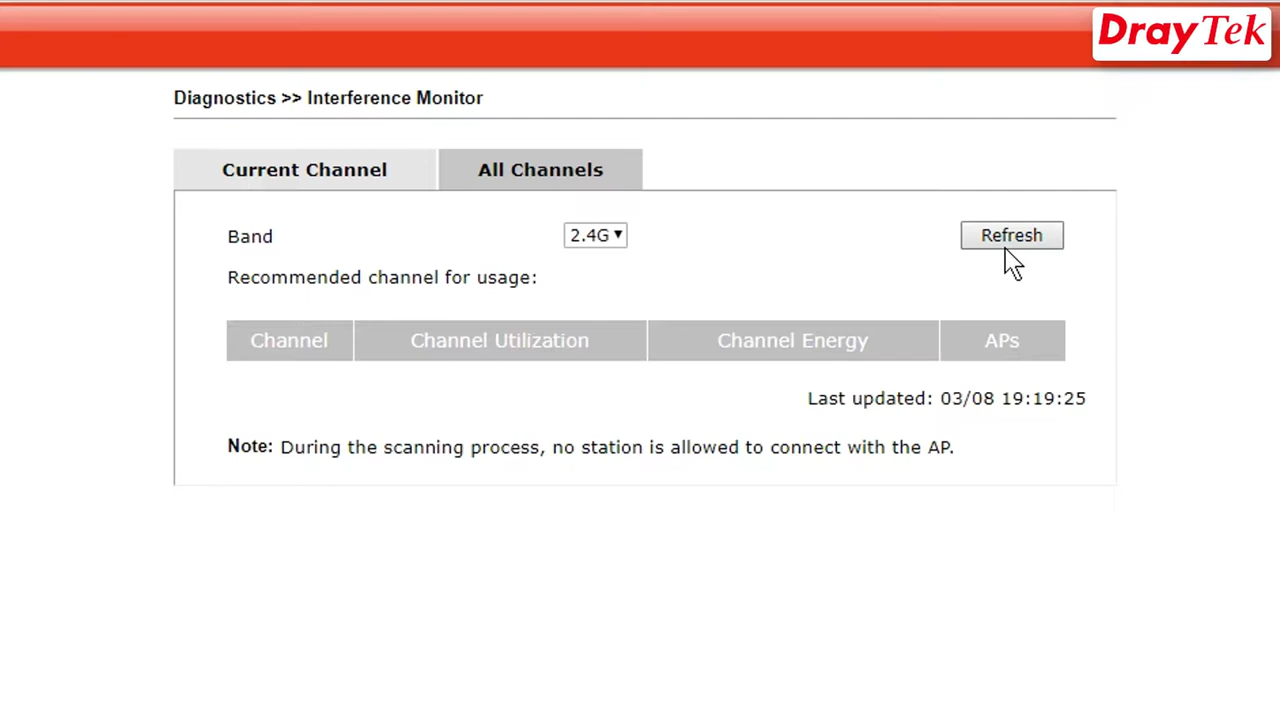 DrayTek
Diagnostics >> Interference Monitor
Current Channel All Channels
Band 2.4G Refresh
Recommended channel for usage:
Channel Channel Utilization Channel Energy APs
Last updated: 03/08 19:19:25
Note: During the scanning process, no station is allowed to connect with the AP.